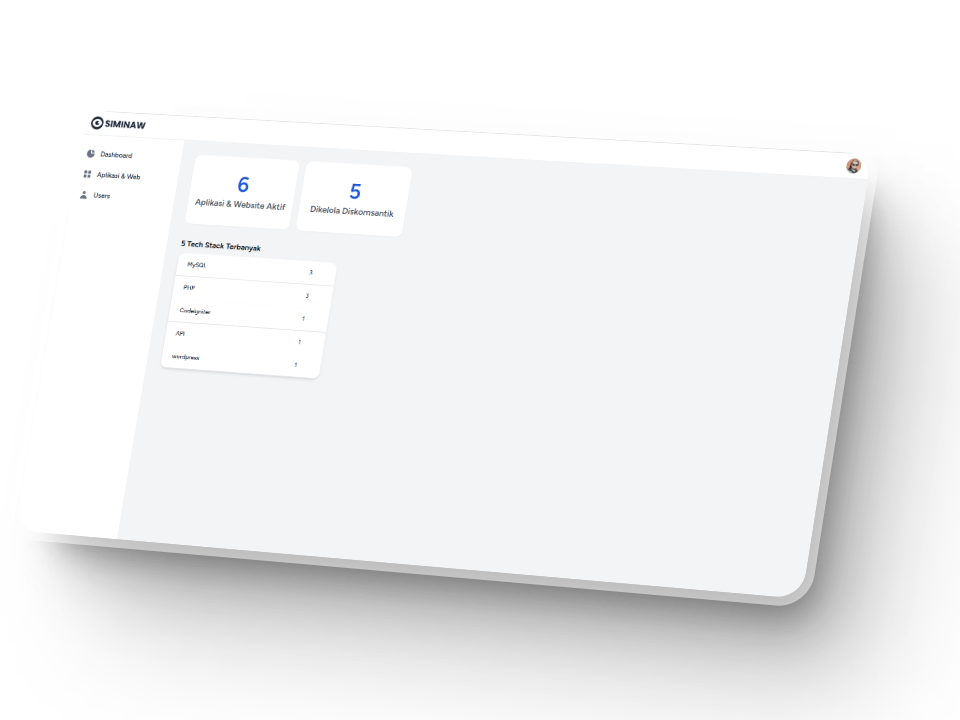 SIMINAW
Dashboard
Aplikasi & Web
Users
6
Aplikasi & Website Aktif
5
Dikelola Diskomsantik
5 Tech Stack Terbanyak
MySQL 3
PHP 3
Codeigniter 1
API 1
wordpress 1